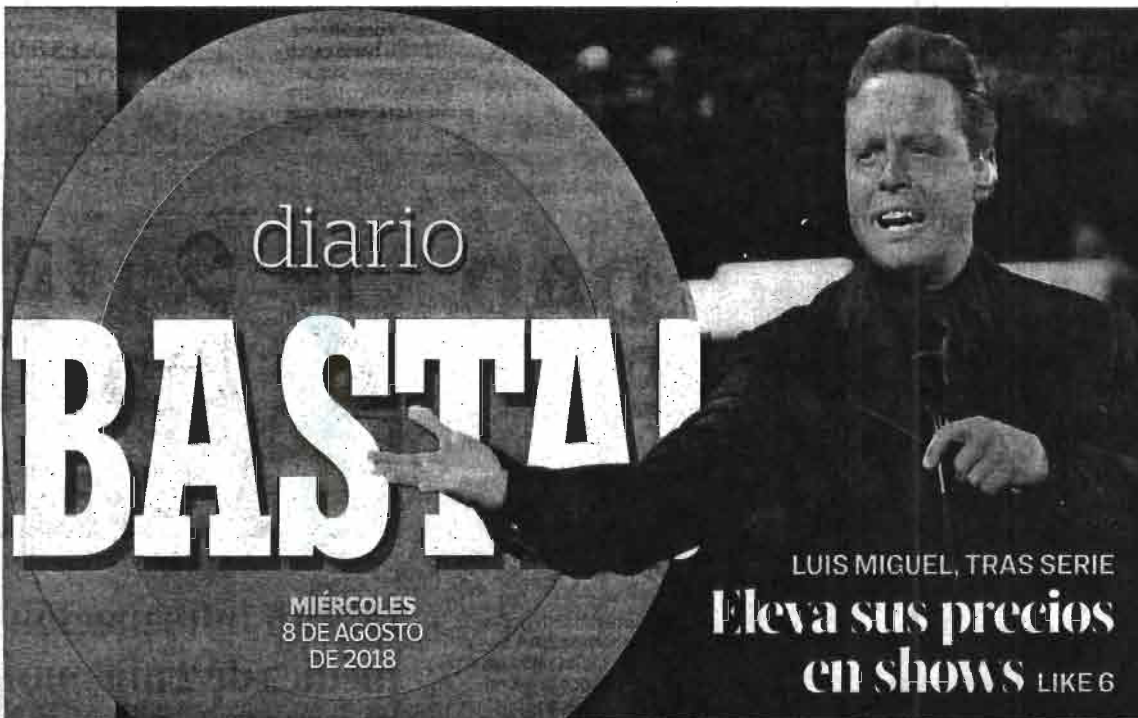 diario
BASTA!
MIÉRCOLES
8 DE AGOSTO
DE 2018
LUIS MIGUEL, TRAS SERIE
Eleva sus precios
en shows LIKE 6